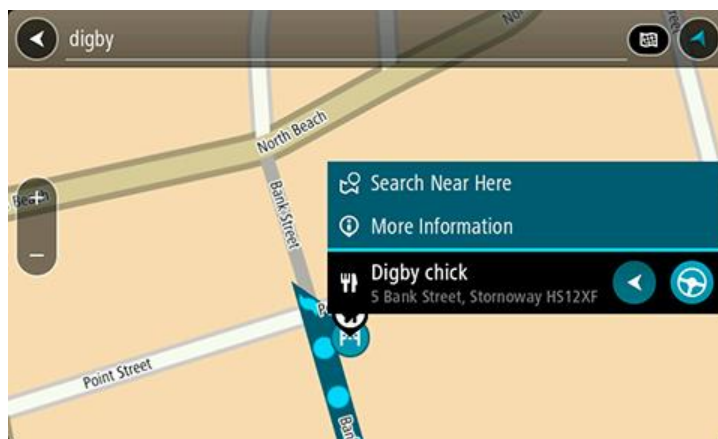 digby
North Beach
Beach
Bank Street
Search Near Here
More Information
Digby chick
5 Bank Street, Stornoway HS12XF
Point Street